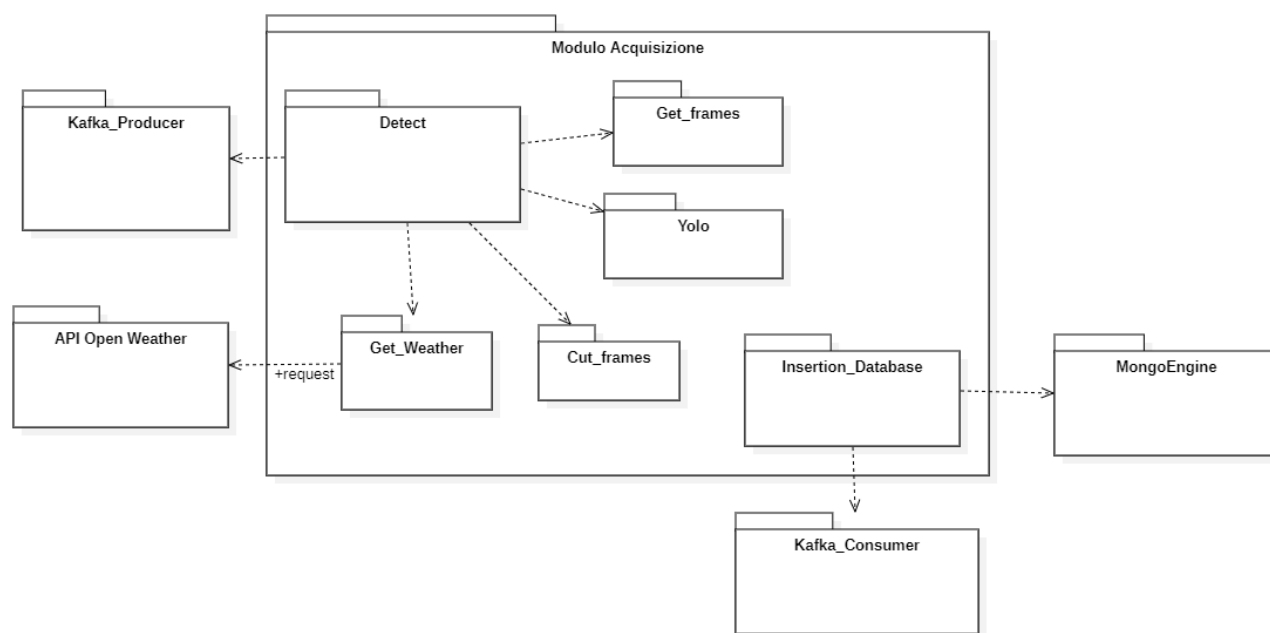 Modulo Acquisizione
Kafka_Producer
Detect
Get_frames
Yolo
API Open Weather
+request
Get_Weather
Cut_frames
Insertion_Database
MongoEngine
Kafka_Consumer